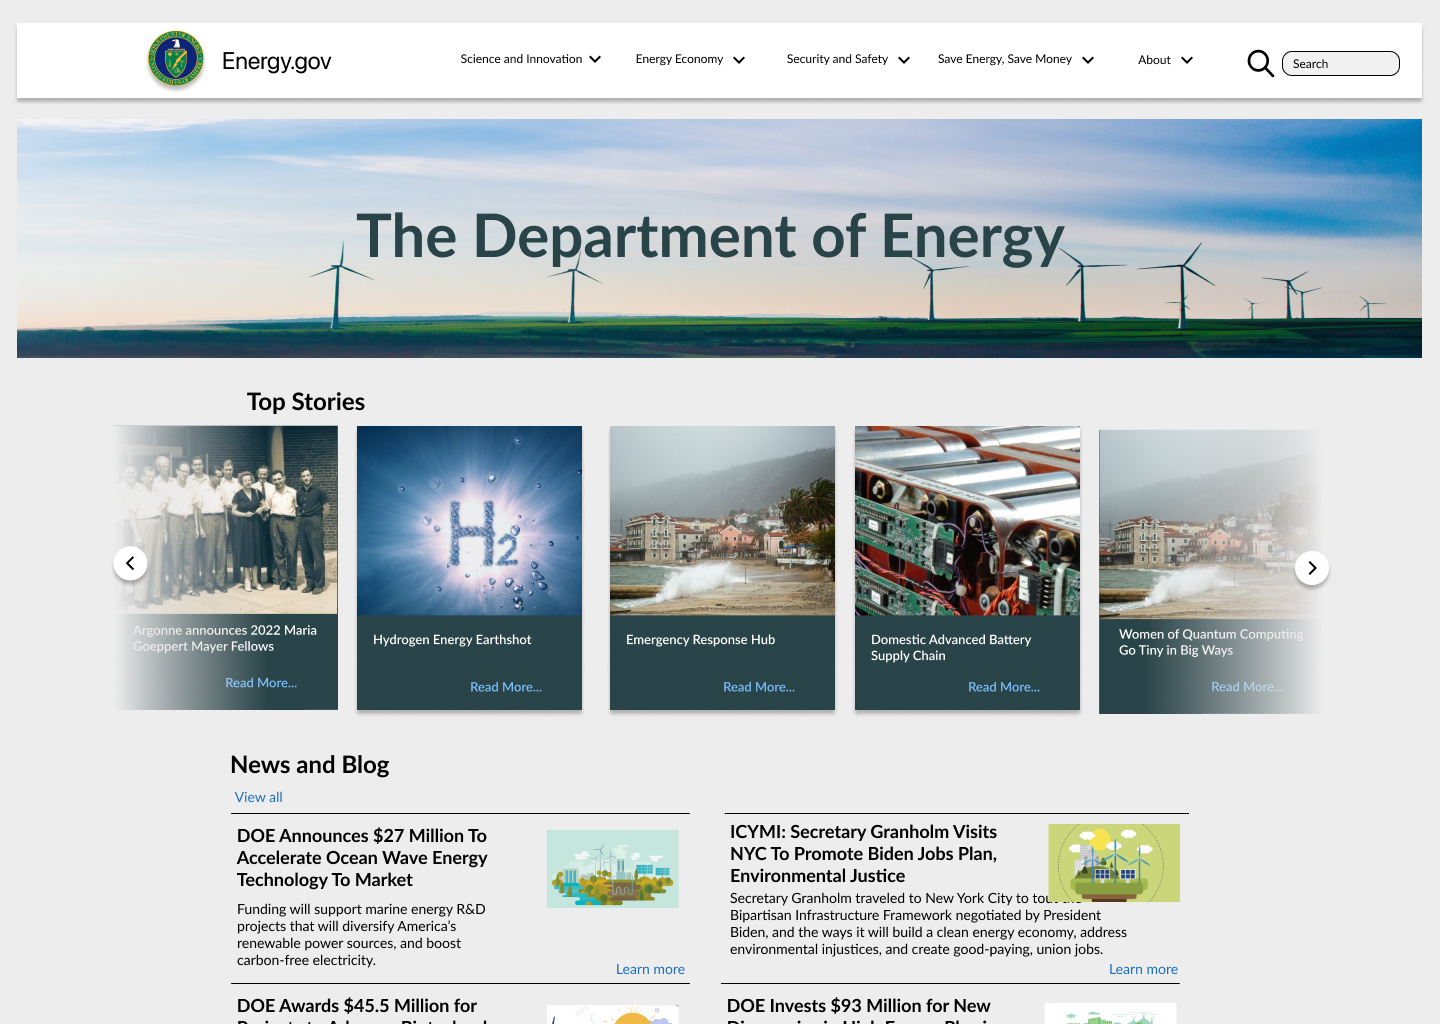 Energy.gov
Science and Innovation
Energy Economy
Security and Safety
Save Energy, Save Money
About
Search
The Department of Energy
Top Stories
H2
Argonne announces 2022 Maria
Goeppert Mayer Fellows
Read More...
Hydrogen Energy Earthshot
Read More...
Emergency Response Hub
Read More...
Domestic Advanced Battery
Supply Chain
Read More...
Women of Quantum Computing
Go Tiny in Big Ways
Read More...
News and Blog
View all
DOE Announces $27 Million To
Accelerate Ocean Wave Energy
Technology To Market
Funding will support marine energy R&D
projects that will diversify America's
renewable power sources, and boost
carbon-free electricity.
Learn more
ICYMI: Secretary Granholm Visits
NYC To Promote Biden Jobs Plan,
Environmental Justice
Secretary Granholm traveled to New York City to tout the
Bipartisan Infrastructure Framework negotiated by President
Biden, and the ways it will build a clean energy economy, address
environmental injustices, and create good-paying, union jobs.
Learn more
DOE Awards $45.5 Million for
DOE Invests $93 Million for New